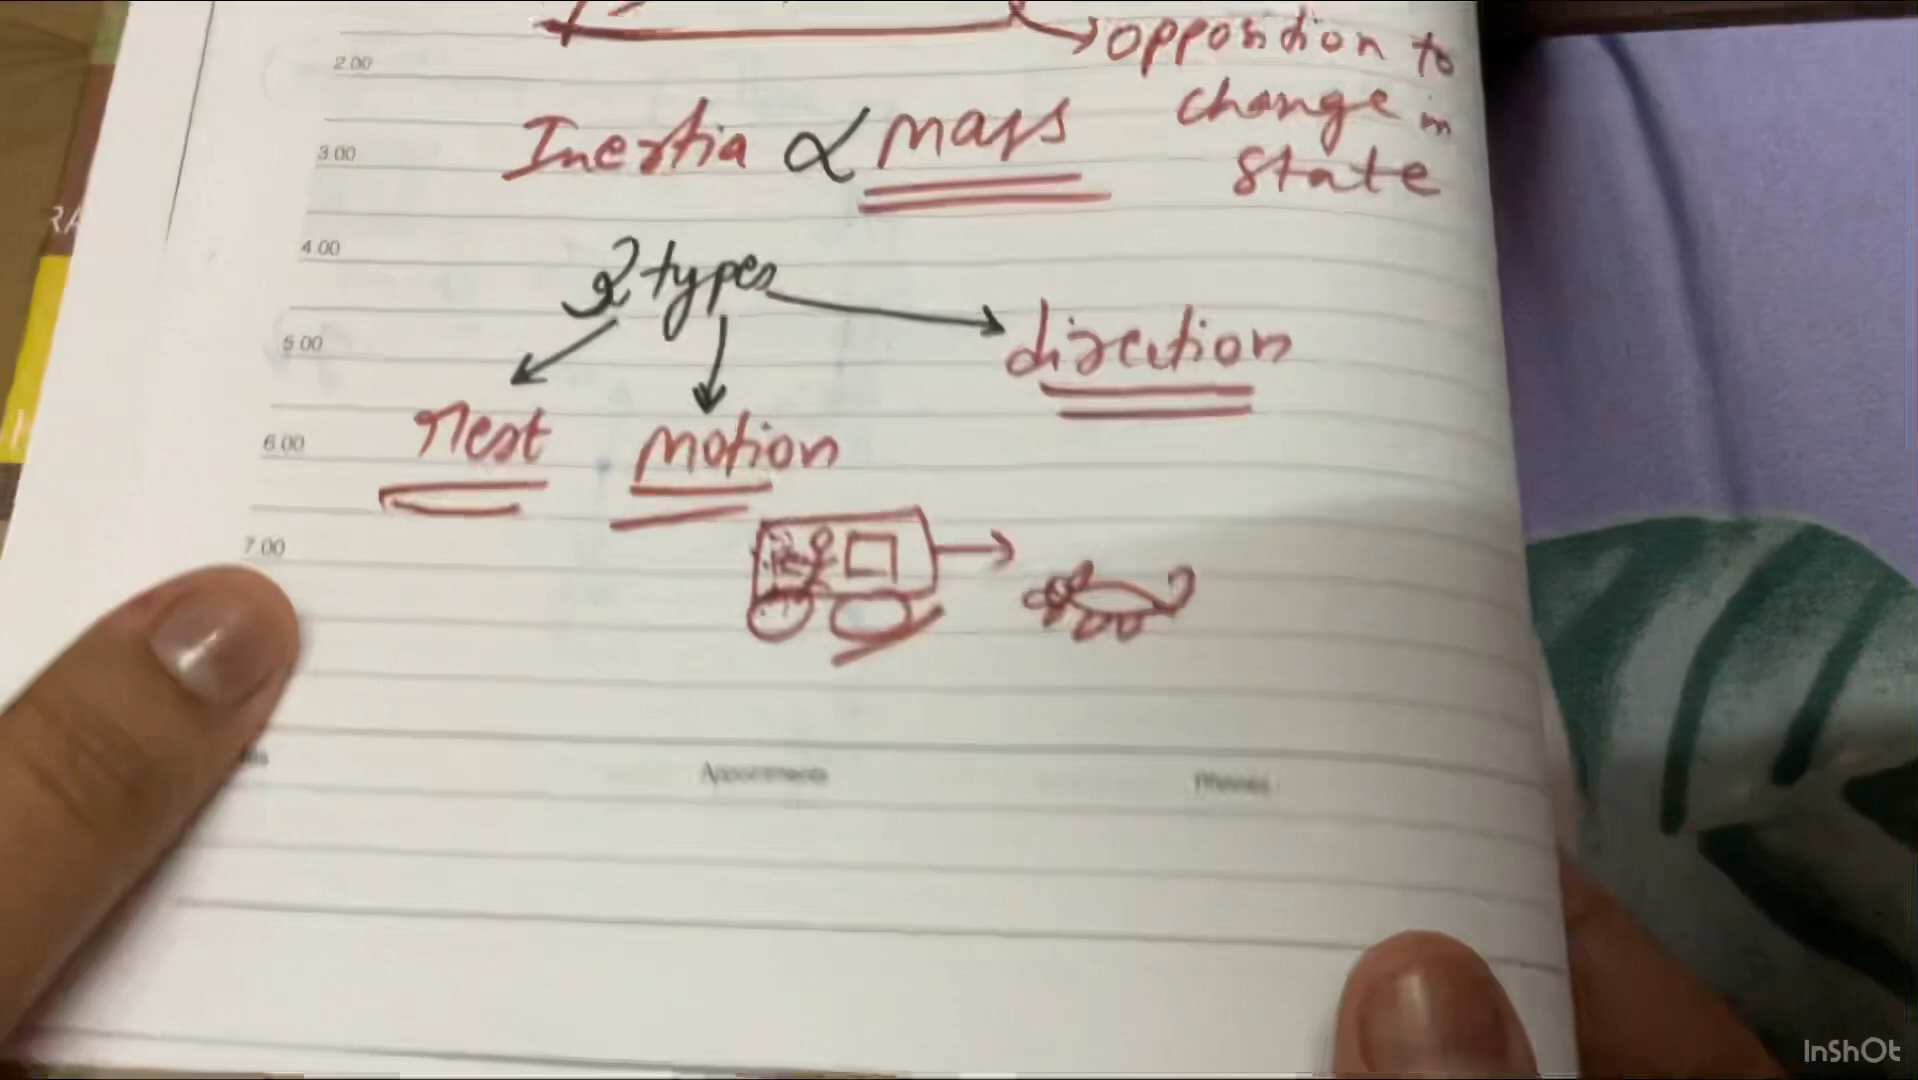 opposition to
change in
state
2.00
Inertia ∝ mass
3.00
4.00
2 types
5.00
direction
6.00
rest
motion
7.00
Appointments
Phones
RA
InShOt